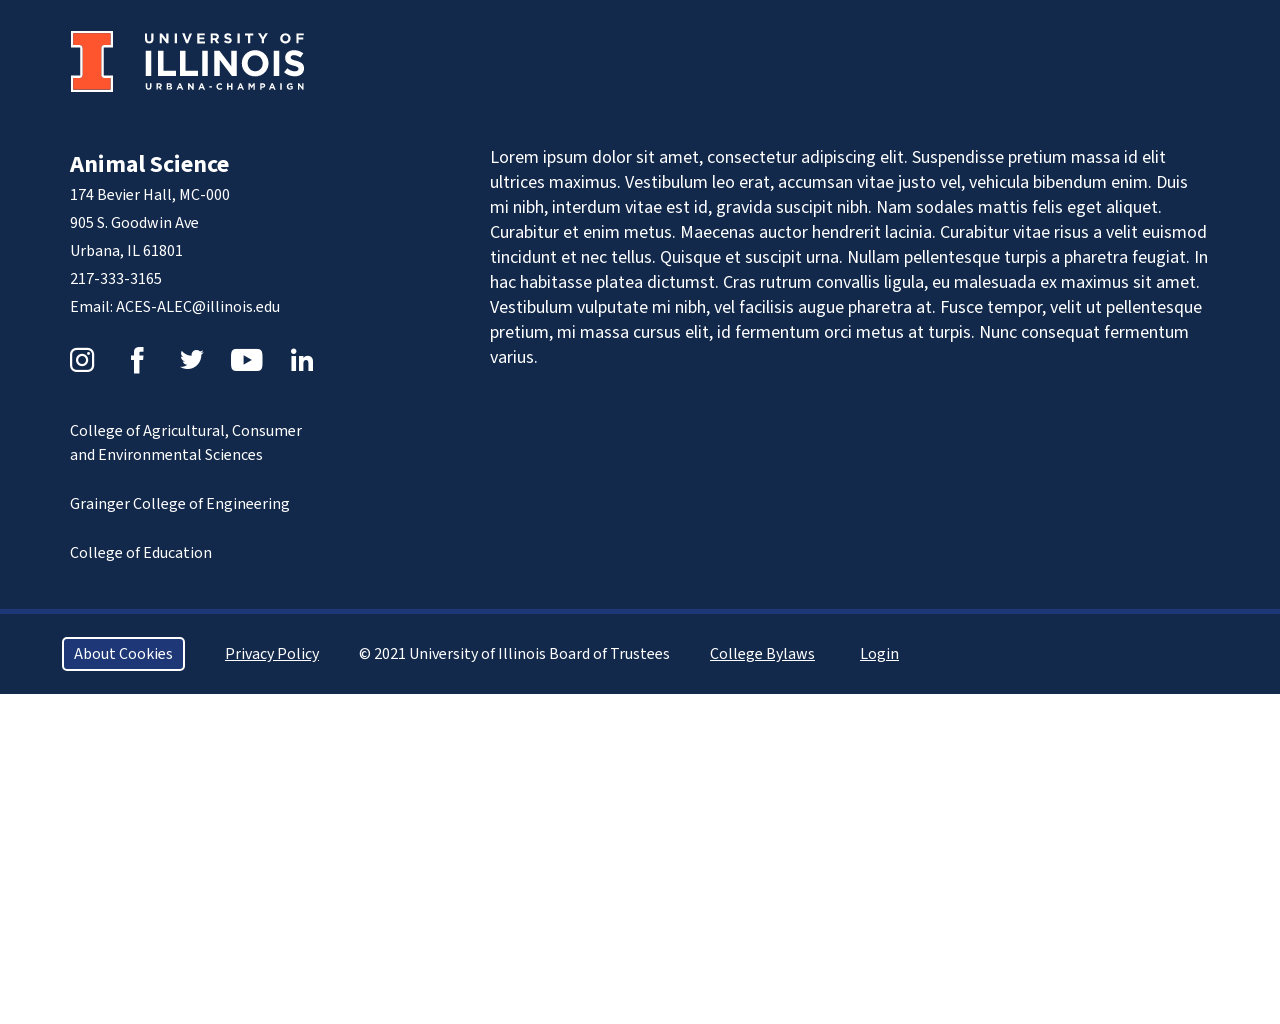 UNIVERSITY OF
ILLINOIS
URBANA-CHAMPAIGN
Animal Science
174 Bevier Hall, MC-000
905 S. Goodwin Ave
Urbana, IL 61801
217-333-3165
Email: ACES-ALEC@illinois.edu
College of Agricultural, Consumer
and Environmental Sciences
Grainger College of Engineering
College of Education
Lorem ipsum dolor sit amet, consectetur adipiscing elit. Suspendisse pretium massa id elit
ultrices maximus. Vestibulum leo erat, accumsan vitae justo vel, vehicula bibendum enim. Duis
mi nibh, interdum vitae est id, gravida suscipit nibh. Nam sodales mattis felis eget aliquet.
Curabitur et enim metus. Maecenas auctor hendrerit lacinia. Curabitur vitae risus a velit euismod
tincidunt et nec tellus. Quisque et suscipit urna. Nullam pellentesque turpis a pharetra feugiat. In
hac habitasse platea dictumst. Cras rutrum convallis ligula, eu malesuada ex maximus sit amet.
Vestibulum vulputate mi nibh, vel facilisis augue pharetra at. Fusce tempor, velit ut pellentesque
pretium, mi massa cursus elit, id fermentum orci metus at turpis. Nunc consequat fermentum
varius.
About Cookies Privacy Policy © 2021 University of Illinois Board of Trustees College Bylaws Login